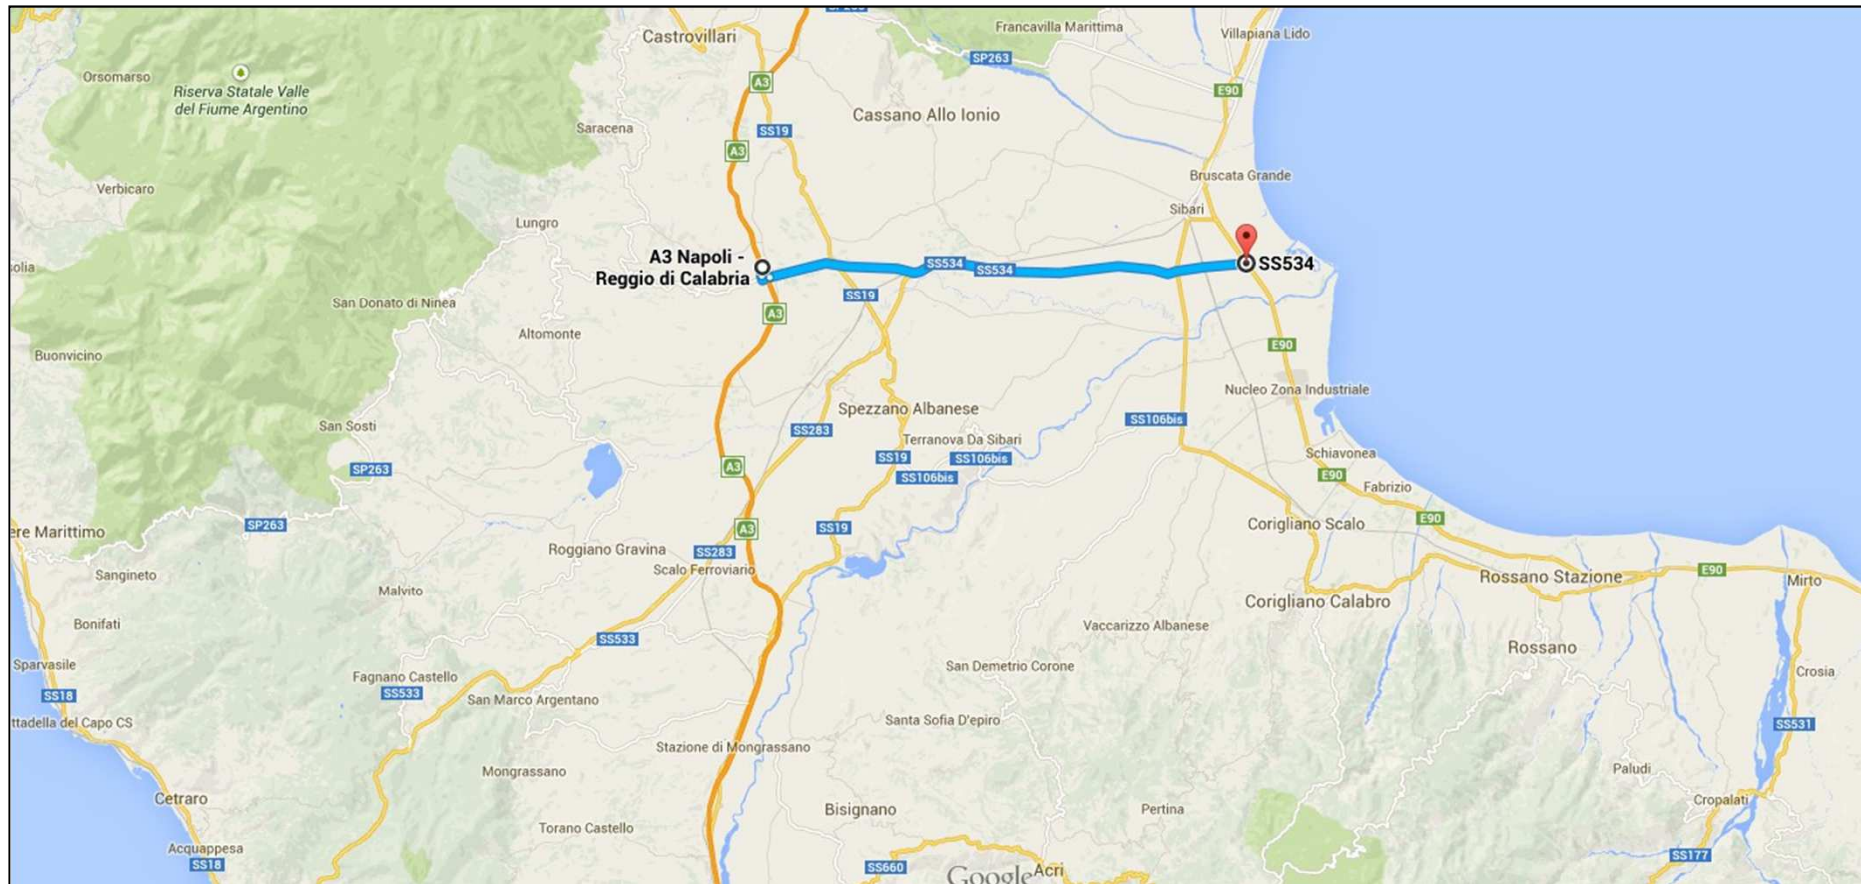 Castrovillari
Francavilla Marittima
Villapiana Lido
SP263
Orsomarso
Riserva Statale Valle
del Fiume Argentino
A3
E90
Cassano Allo Ionio
Saracena
SS19
A3
Verbicaro
Bruscata Grande
Lungro
Sibari
A3 Napoli -
Reggio di Calabria
SS534
SS534
SS534
San Donato di Ninea
SS19
A3
Altomonte
Buonvicino
E90
Nucleo Zona Industriale
Spezzano Albanese
San Sosti
SS283
SS106bis
Terranova Da Sibari
SP263
A3
SS19
SS106bis
SS106bis
Schiavonea
E90
Fabrizio
ere Marittimo
SP263
A3
SS19
Corigliano Scalo
E90
Roggiano Gravina
SS283
Scalo Ferroviario
Sangineto
Malvito
Rossano Stazione
E90
Mirto
Corigliano Calabro
Bonifati
SS533
Vaccarizzo Albanese
Rossano
Sparvasile
San Demetrio Corone
Crosia
SS18
Fagnano Castello
SS533
San Marco Argentano
ttadella del Capo CS
Santa Sofia D'epiro
SS531
Stazione di Mongrassano
Mongrassano
Paludi
Cetraro
Bisignano
Pertina
Cropalati
Torano Castello
Acquappesa
SS18
SS660
Google
Acri
SS177